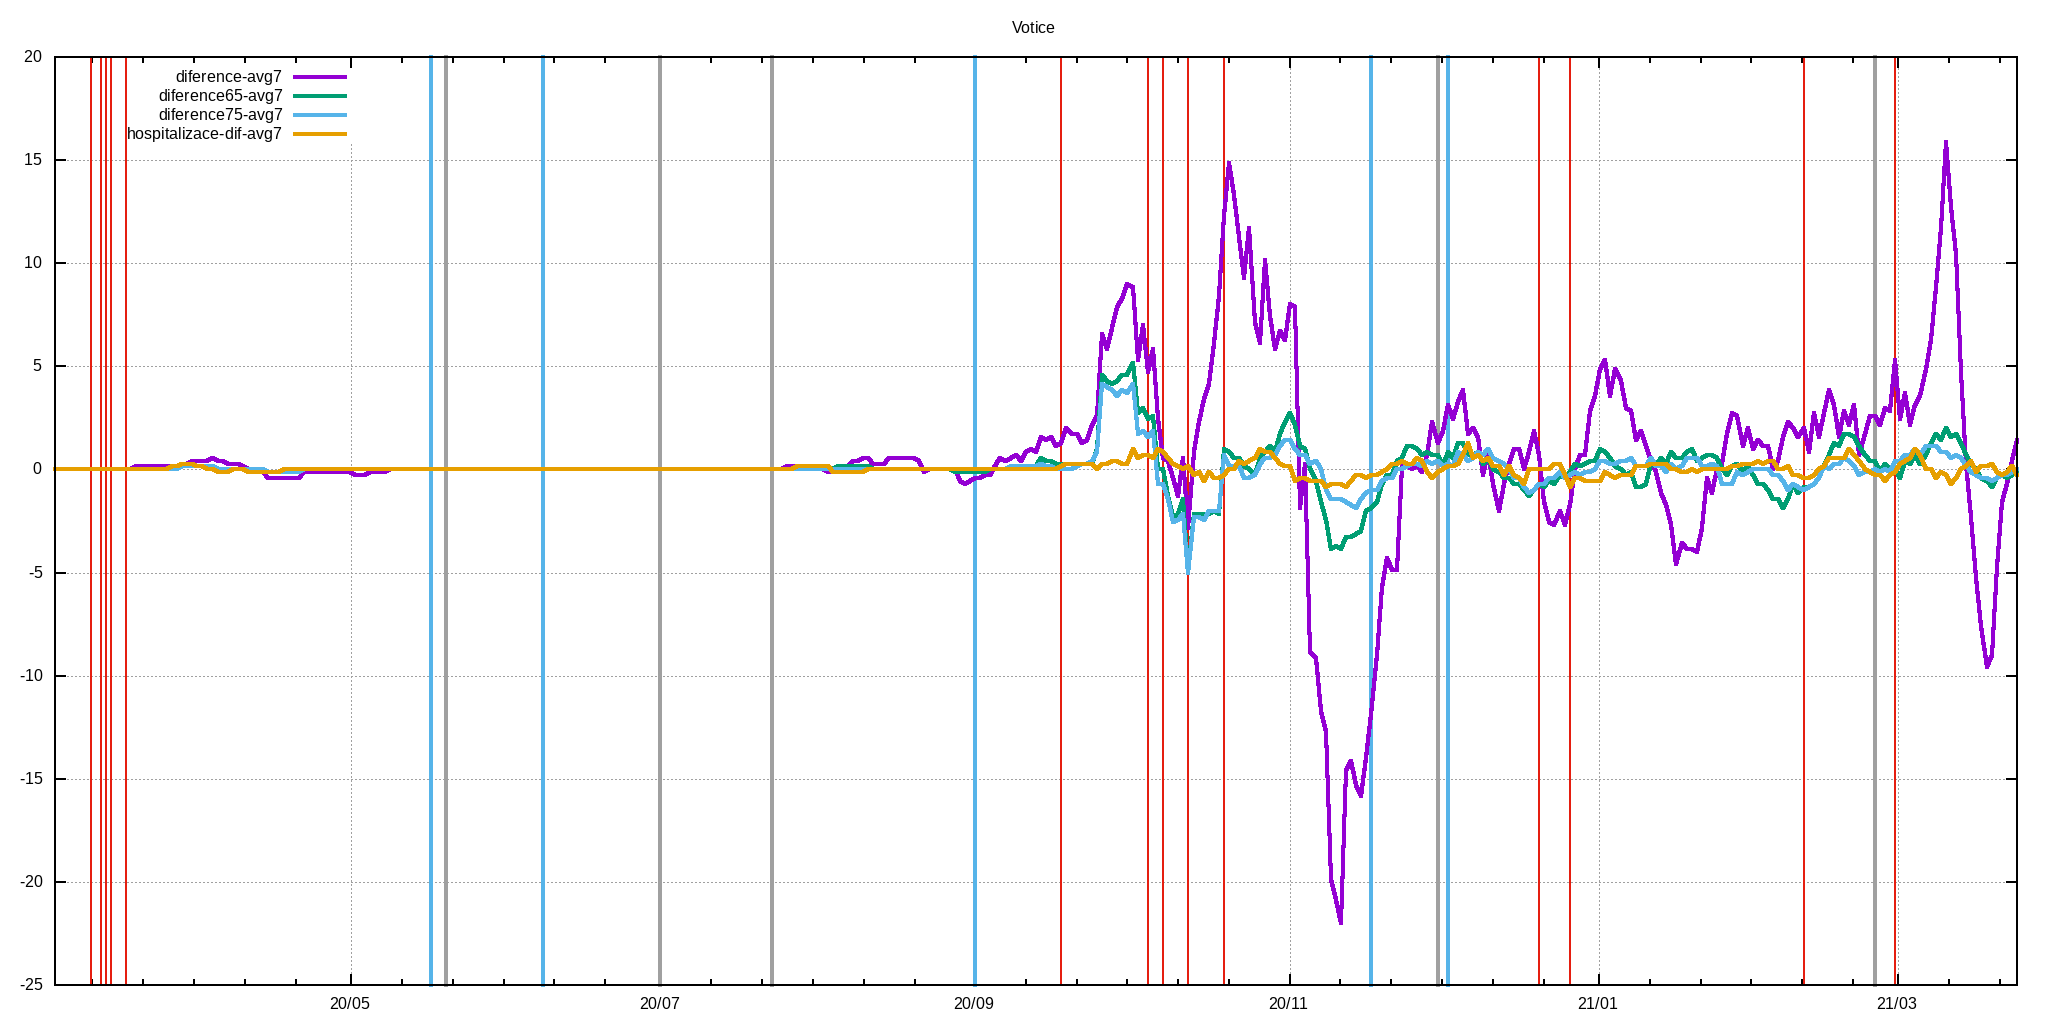 Votice
20
diference-avg7
diference65-avg7
diference75-avg7
hospitalizace-dif-avg7
15
10
5
0
-5
-10
-15
-20
-25
20/05 20/07 20/09 20/11 21/01 21/03